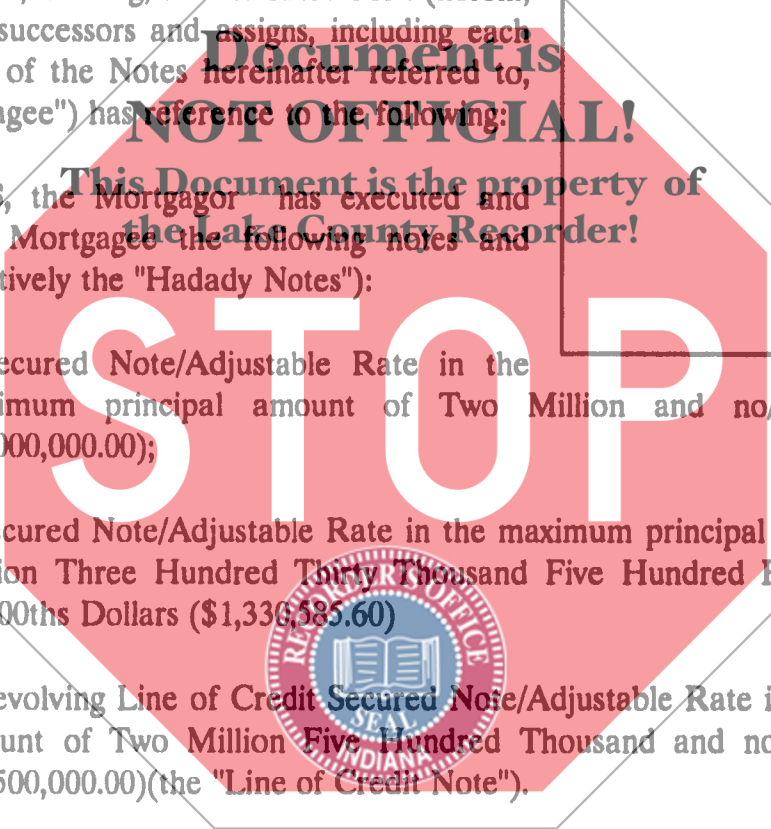 successors and assigns, including each
Document is
of the Notes hereinafter referred to,
agee") has reference to the following:
NOT OFFICIAL!
This Document is the property of
the Mortgagor has executed and
Mortgagee the following notes and
the Lake County Recorder!
tively the "Hadady Notes"):
STOP
ecured Note/Adjustable Rate in the
imum principal amount of Two Million and no/
000,000.00);
cured Note/Adjustable Rate in the maximum principal
ion Three Hundred Thirty Thousand Five Hundred
00ths Dollars ($1,330,585.60)
RECORDER'S OFFICE
SEAL
INDIANA
evolving Line of Credit Secured Note/Adjustable Rate i
unt of Two Million Five Hundred Thousand and no
500,000.00)(the "Line of Credit Note").